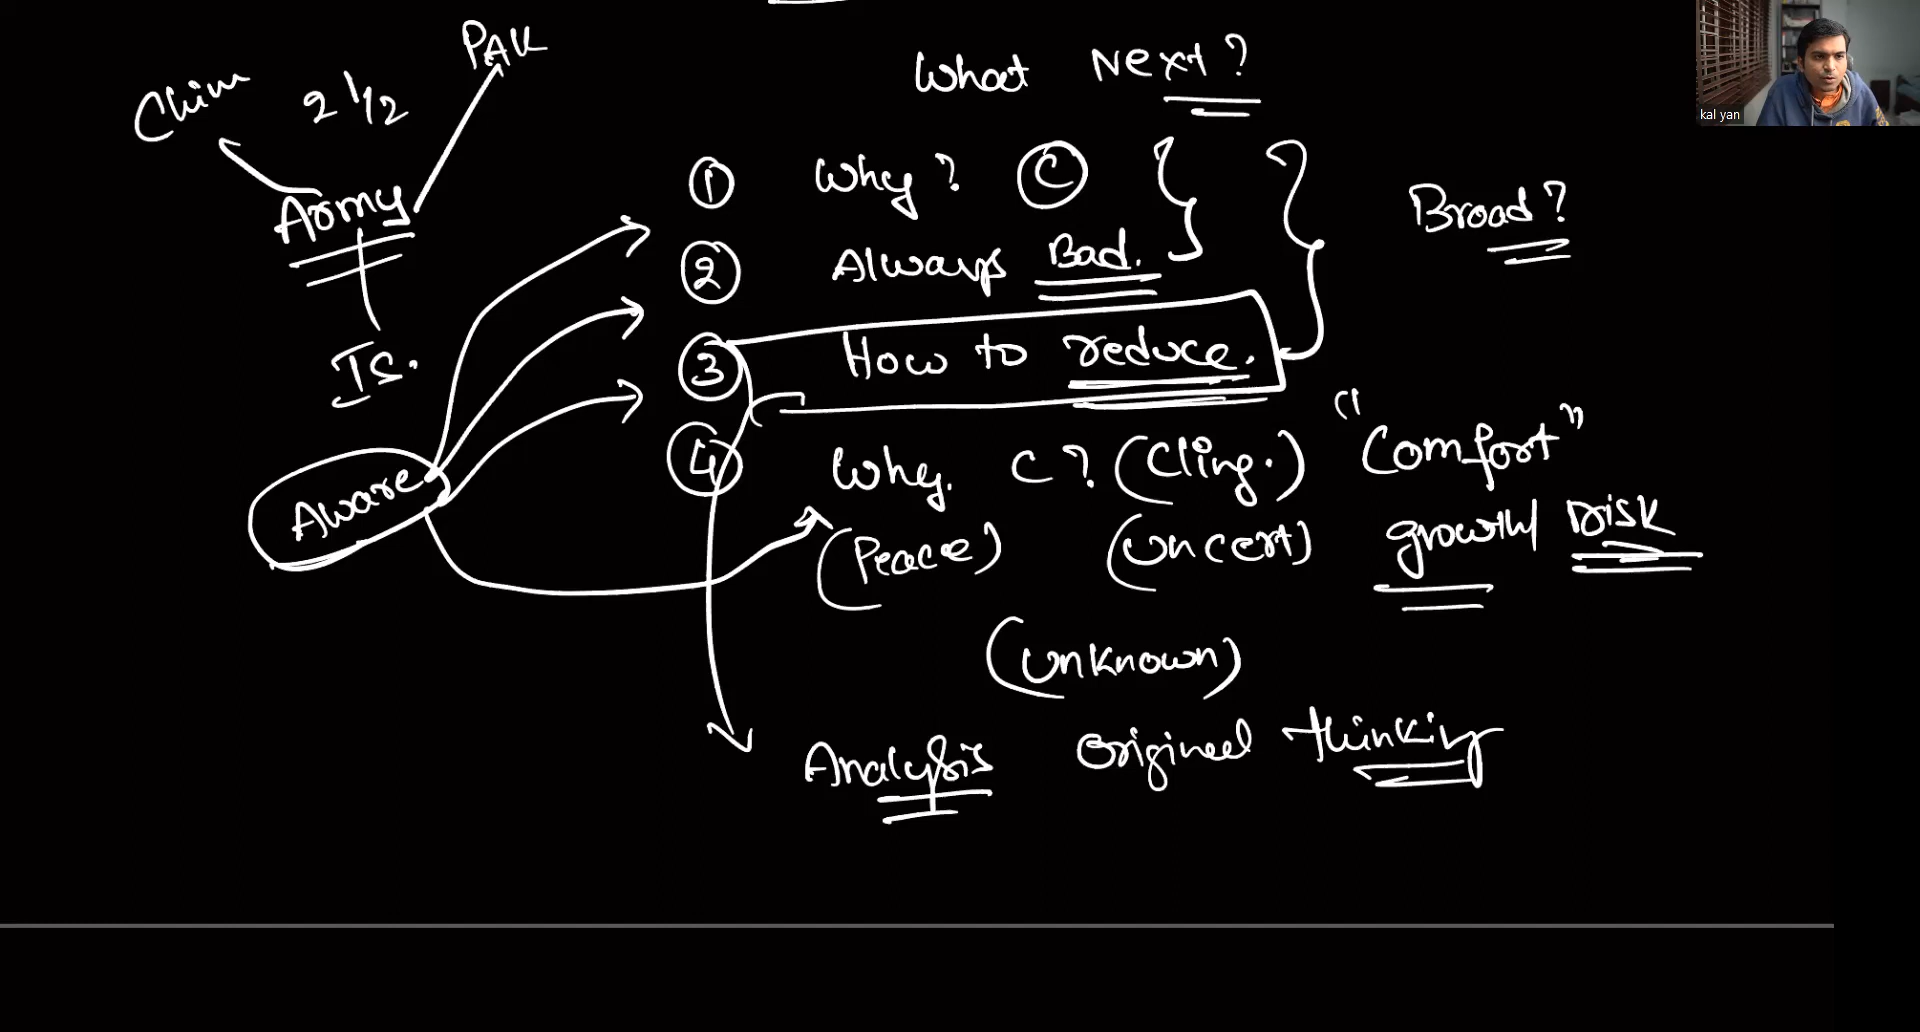 PAK
What Next?
kal yan
China 2 1/2
① Why? Ⓒ
Army
Broad?
② Always Bad.
③ How to reduce.
IS.
④ Why. C? (Cling.) "Comfort"
Aware
(Peace) (Uncert) growth/ DISK
(Unknown)
Analysis Original thinking